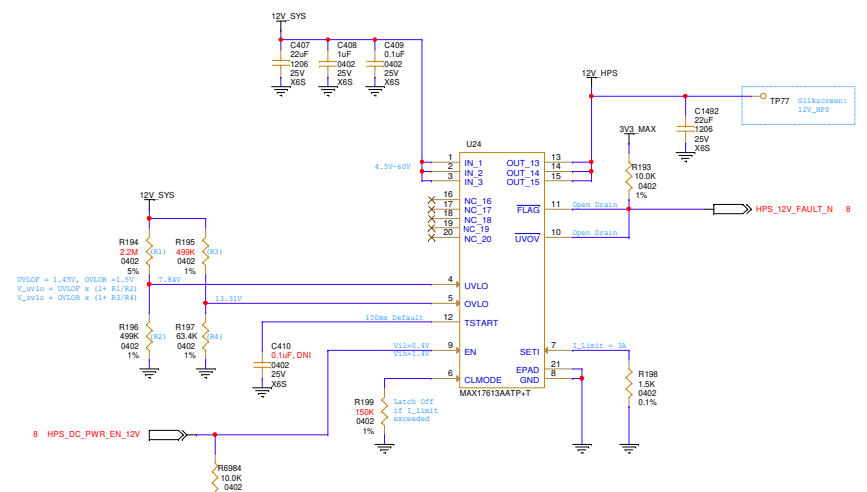 12V_SYS
C407
22uF
1206
25V
X6S
C408
1uF
0402
25V
X6S
C409
0.1uF
0402
25V
X6S
12V_HPS
TP77
Silkscreen:
12V_HPS
C1492
22uF
1206
25V
X6S
3V3_MAX
R193
10.0K
0402
1%
U24
4.5V-60V
1 IN_1
2 IN_2
3 IN_3
16 NC_16
17 NC_17
18 NC_18
19 NC_19
20 NC_20
4 UVLO
5 OVLO
12 TSTART
9 EN
6 CLMODE
OUT_13 13
OUT_14 14
OUT_15 15
FLAG 11
UVOV 10
SETI 7
EPAD 21
GND 8
MAX17613AATP+T
Open Drain
Open Drain
HPS_12V_FAULT_N 8
12V_SYS
R194
2.2M
0402
5%
(R1)
R195
499K
0402
1%
(R3)
UVLOF = 1.45V, OVLOR =1.5V
V_uvlo = UVLOF x (1+ R1/R2)
V_ovlo = OVLOR x (1+ R3/R4)
7.84V
13.31V
R196
499K
0402
1%
(R2)
R197
63.4K
0402
1%
(R4)
100ms Default
C410
0.1uF, DNI
0402
25V
X6S
Vil=0.4V
Vih=1.4V
I_Limit = 3A
R198
1.5K
0402
0.1%
R199
150K
0402
1%
Latch Off
if I_limit
exceeded
8 HPS_DC_PWR_EN_12V
R6984
10.0K
0402